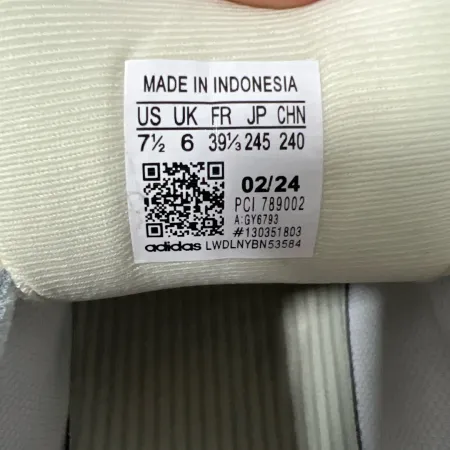 MADE IN INDONESIA
US UK FR JP CHN
7½ 6 39⅓ 245 240
02/24
PCI 789002
A:GY6793
#130351803
adidas LWDLNYBN53584